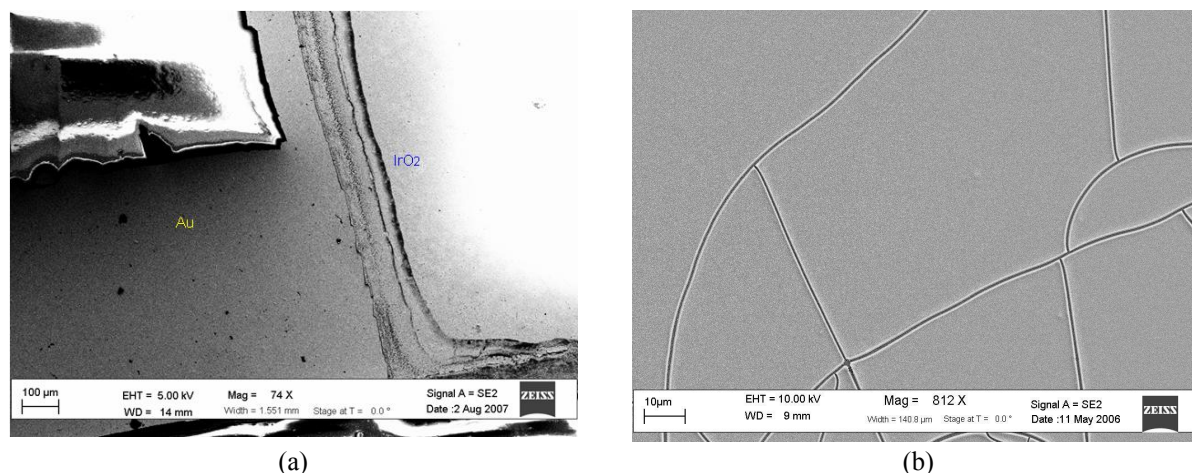 IrO2
Au
100 µm
EHT = 5.00 kV
WD = 14 mm
Mag = 74 X
Width = 1.551 mm
Stage at T = 0.0 °
Signal A = SE2
Date :2 Aug 2007
ZEISS
(a)
10µm
EHT = 10.00 kV
WD = 9 mm
Mag = 812 X
Width = 140.8 µm
Stage at T = 0.0 °
Signal A = SE2
Date :11 May 2006
ZEISS
(b)